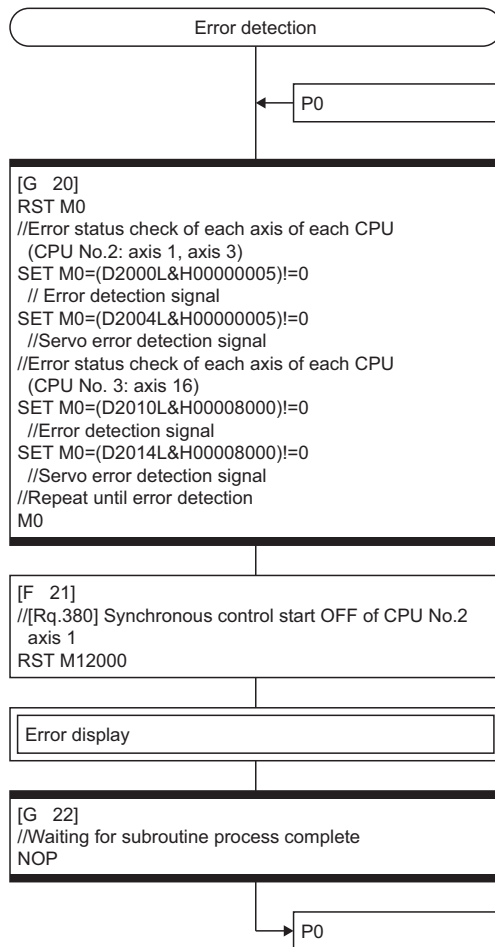 Error detection
P0
[G 20]
RST M0
//Error status check of each axis of each CPU
(CPU No.2: axis 1, axis 3)
SET M0=(D2000L&H00000005)!=0
// Error detection signal
SET M0=(D2004L&H00000005)!=0
//Servo error detection signal
//Error status check of each axis of each CPU
(CPU No. 3: axis 16)
SET M0=(D2010L&H00008000)!=0
//Error detection signal
SET M0=(D2014L&H00008000)!=0
//Servo error detection signal
//Repeat until error detection
M0
[F 21]
//[Rq.380] Synchronous control start OFF of CPU No.2
axis 1
RST M12000
Error display
[G 22]
//Waiting for subroutine process complete
NOP
P0